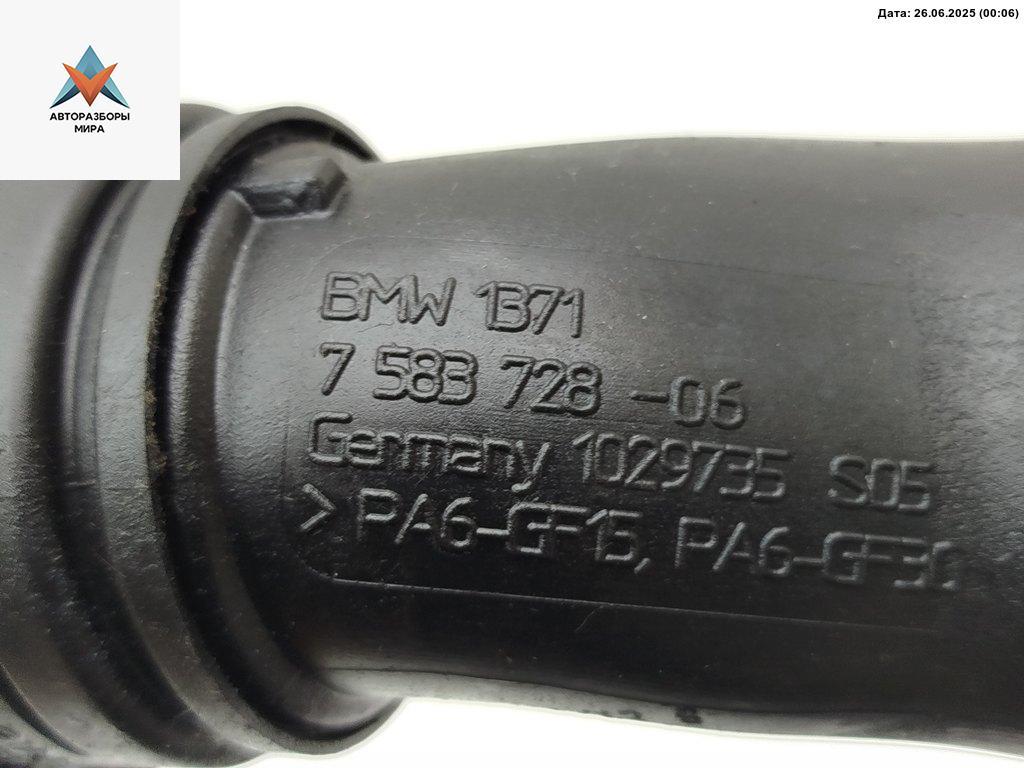 Дата: 26.06.2025 (00:06)
АВТОРАЗБОРЫ
МИРА
BMW 1371
7 583 728 -06
Germany 1029735 S05
>PA6-GF15, PA6-GF30